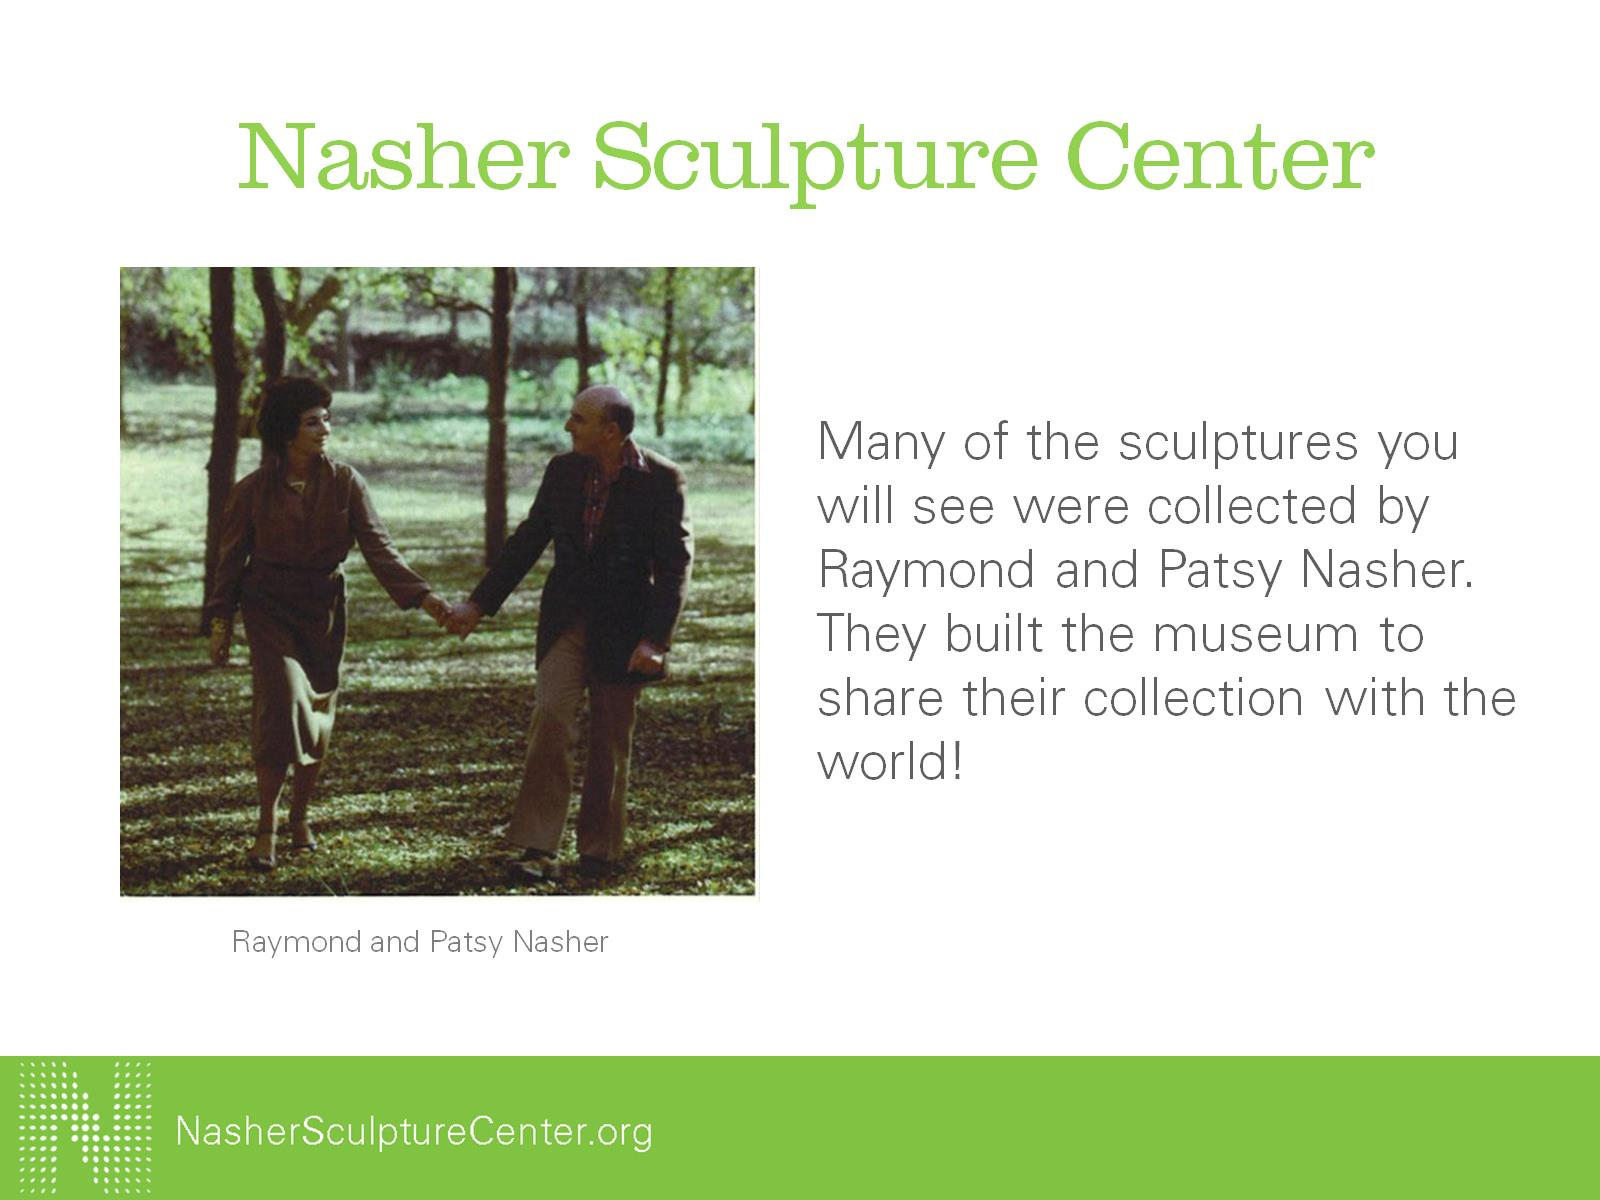 Nasher Sculpture Center
Many of the sculptures you
will see were collected by
Raymond and Patsy Nasher.
They built the museum to
share their collection with the
world!
Raymond and Patsy Nasher
NasherSculptureCenter.org